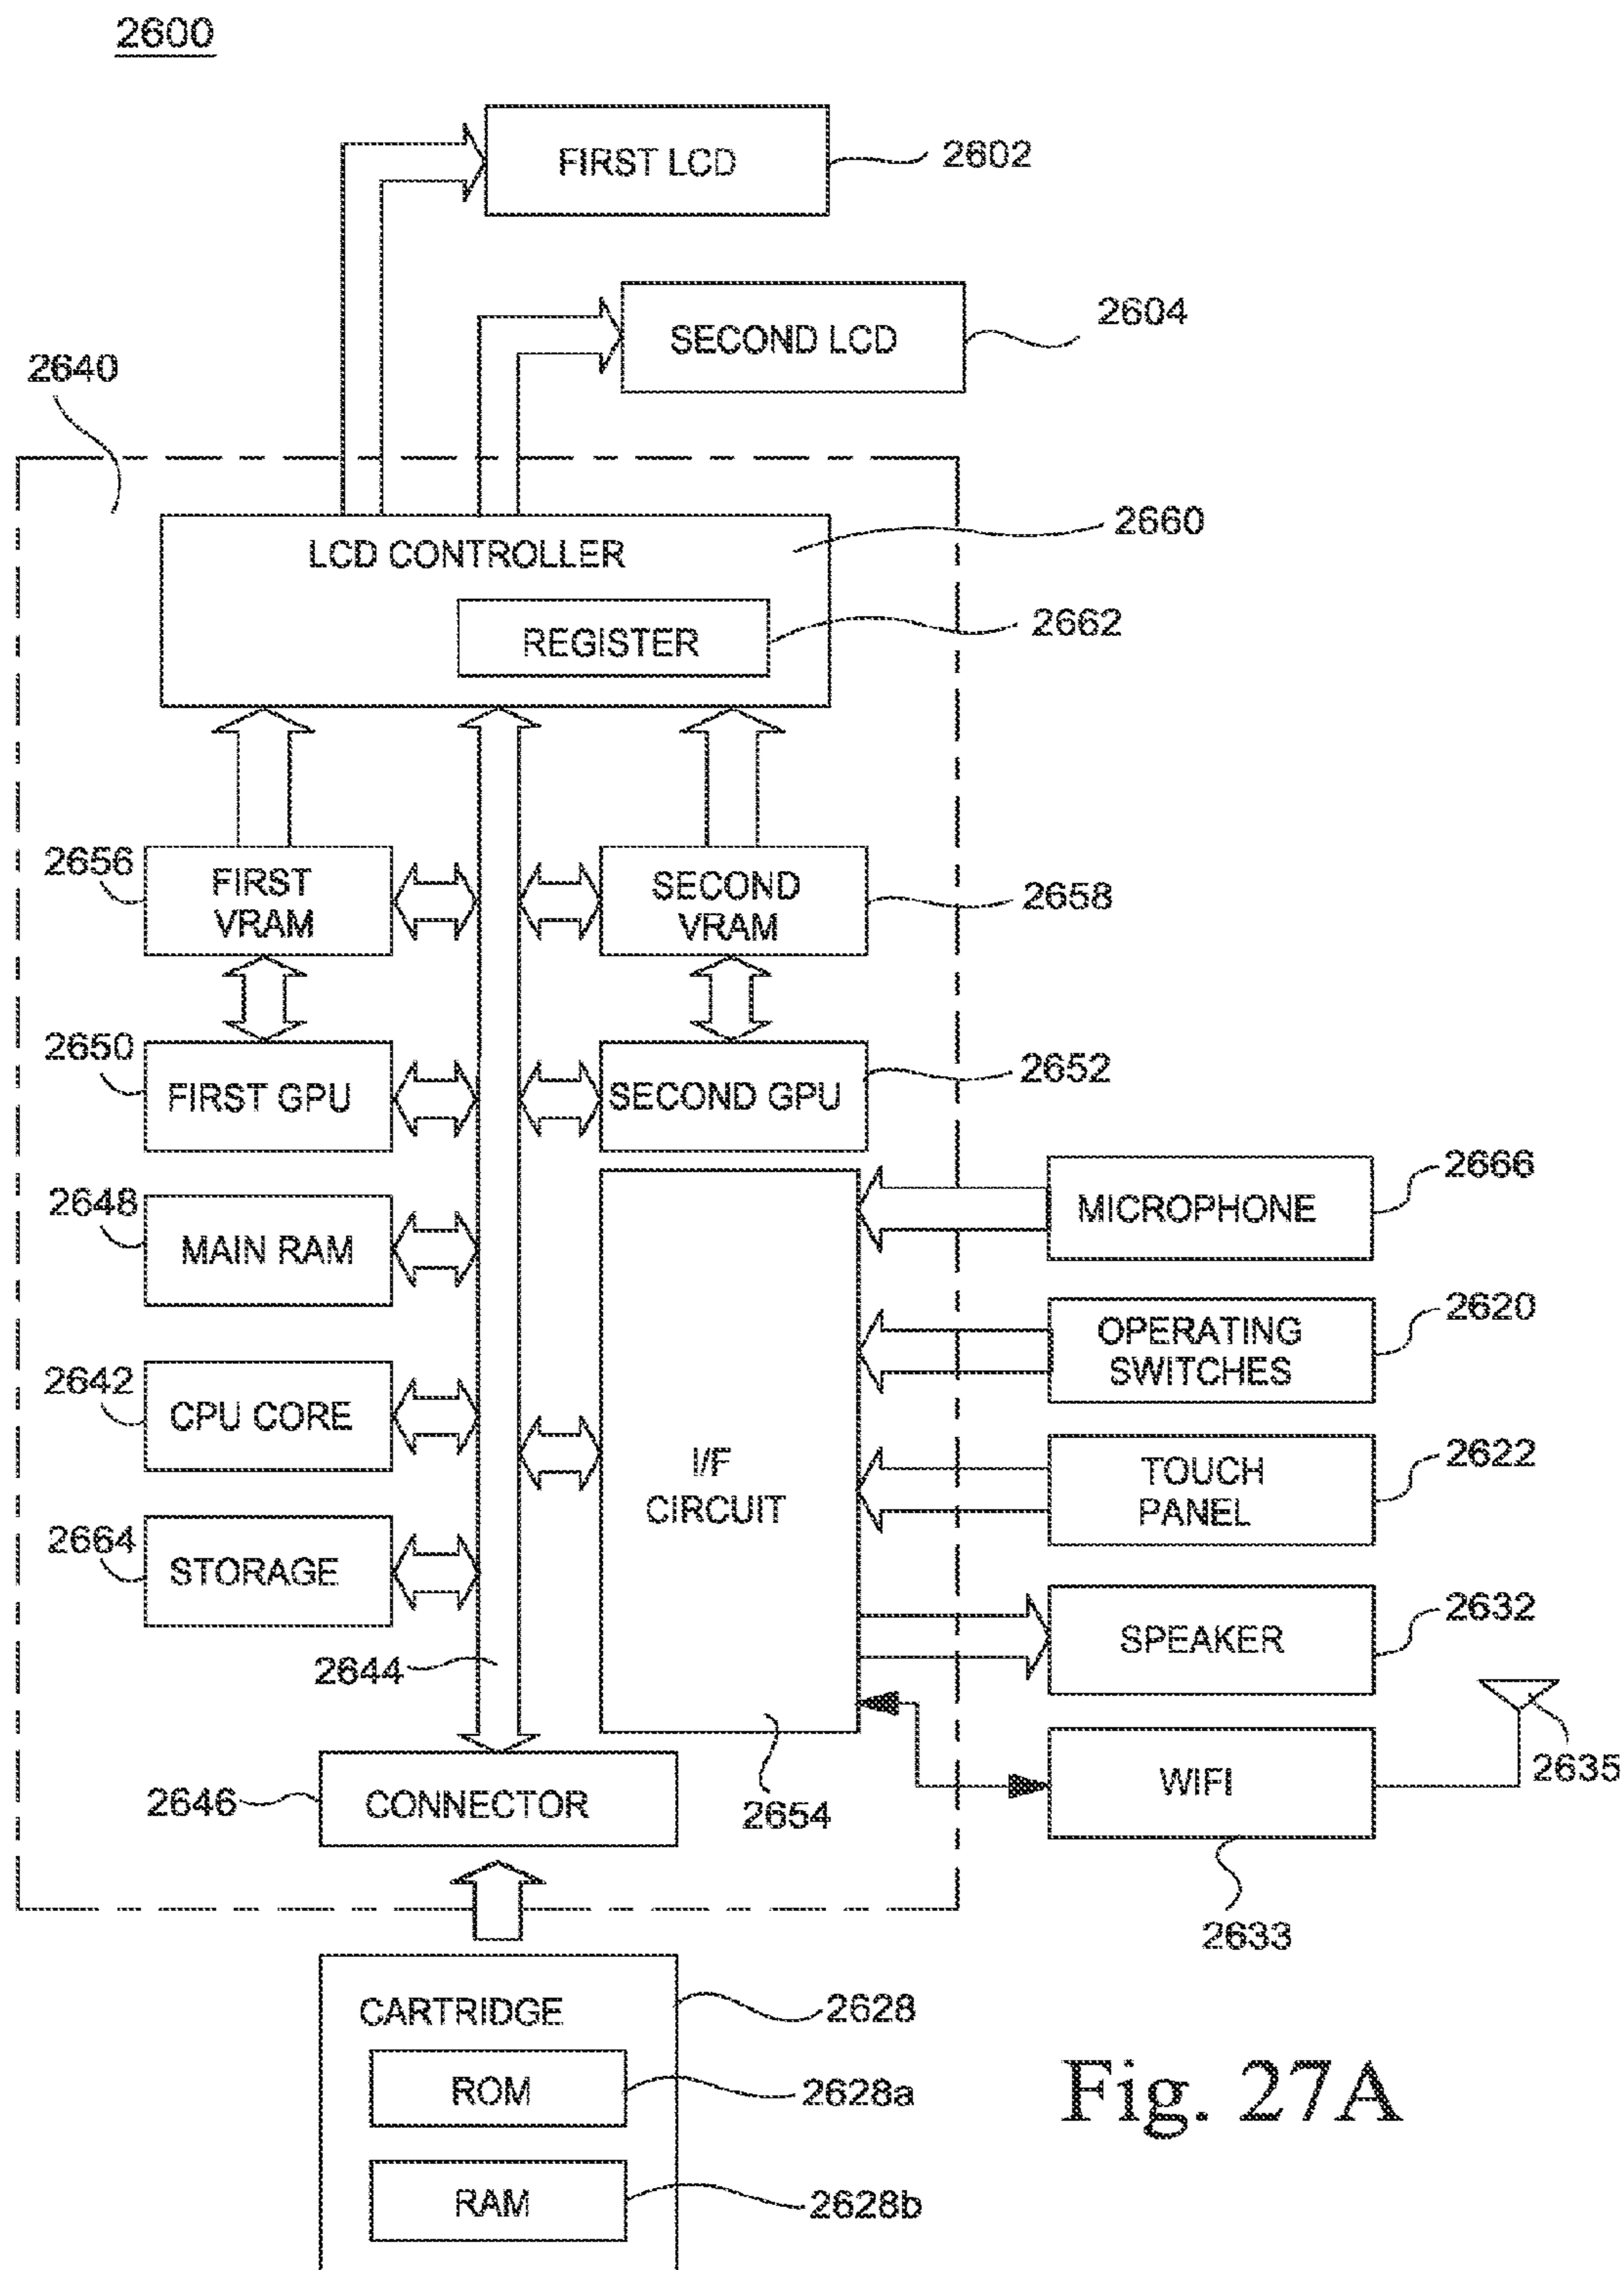 2600
FIRST LCD
2602
SECOND LCD
2604
2640
LCD CONTROLLER
2660
REGISTER
2662
2656
FIRST
VRAM
SECOND
VRAM
2658
2650
FIRST GPU
SECOND GPU
2652
2648
MAIN RAM
MICROPHONE
2666
OPERATING
SWITCHES
2620
2642
CPU CORE
I/F
CIRCUIT
TOUCH
PANEL
2622
2664
STORAGE
SPEAKER
2632
2644
2635
WIFI
2646
CONNECTOR
2654
2633
CARTRIDGE
2628
ROM
2628a
RAM
2628b
Fig. 27A